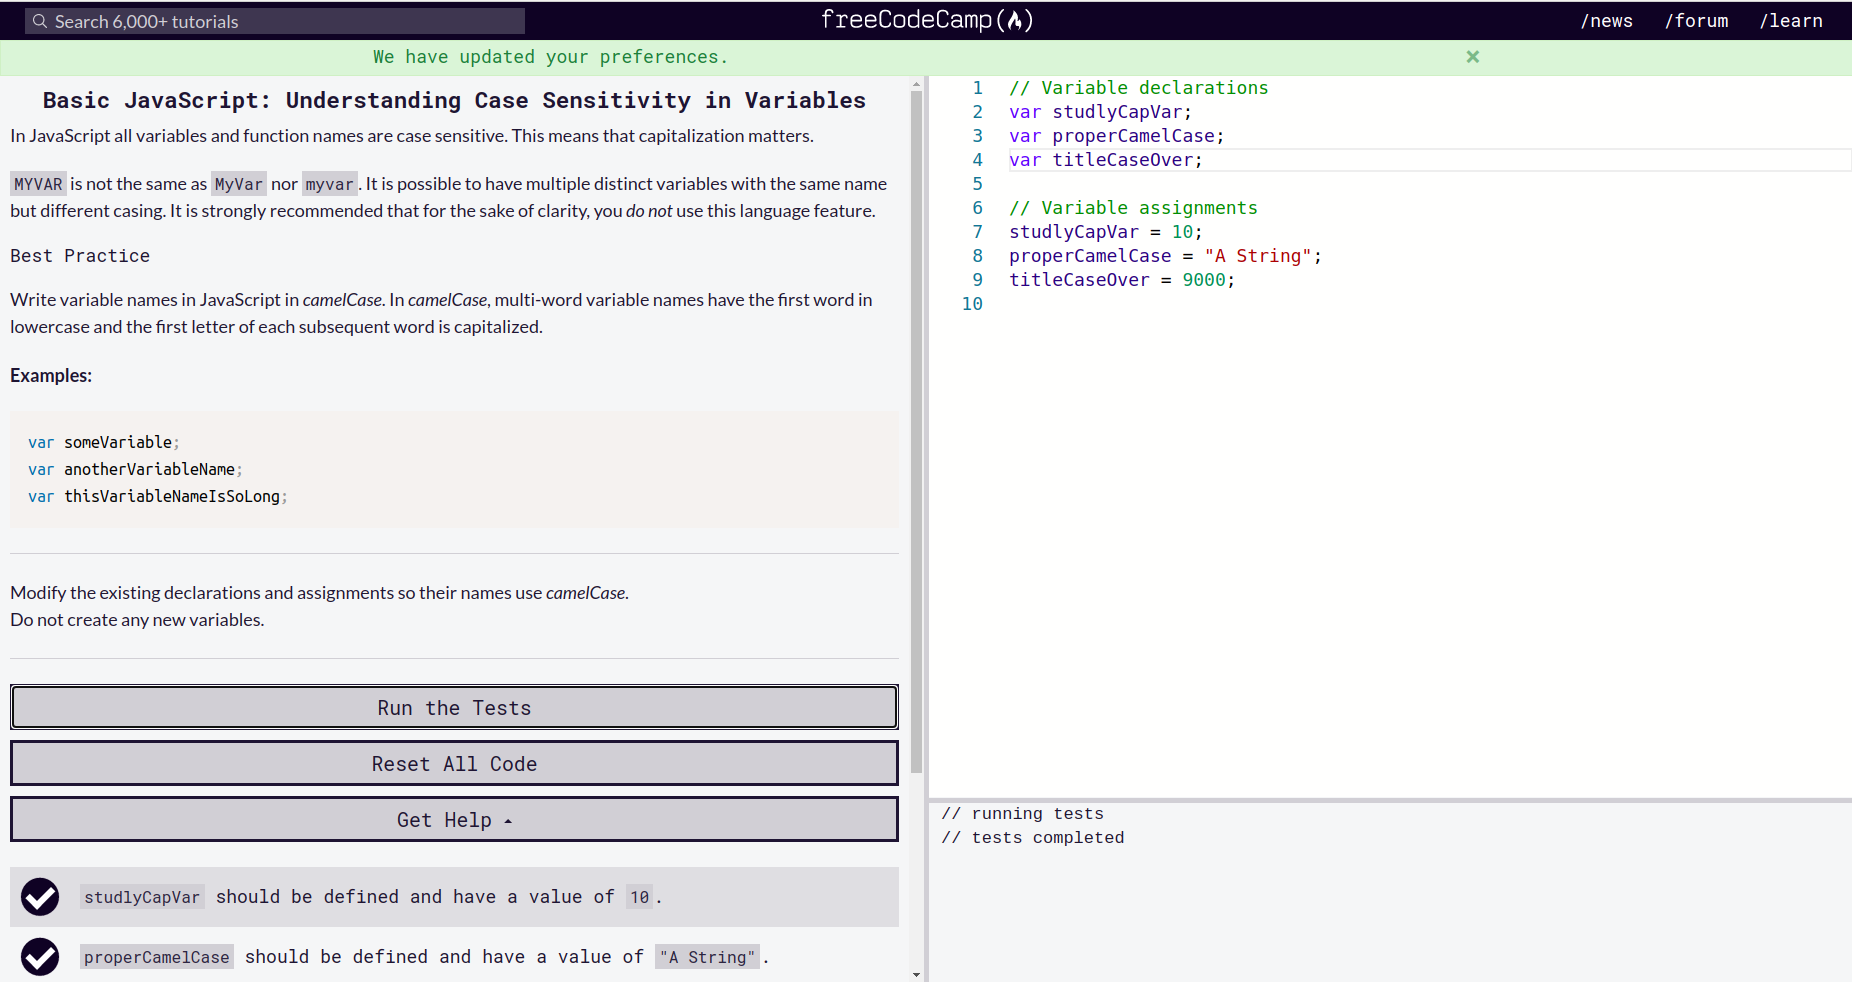 Search 6,000+ tutorials
freeCodeCamp
/news /forum /learn
We have updated your preferences.
×
Basic JavaScript: Understanding Case Sensitivity in Variables
In JavaScript all variables and function names are case sensitive. This means that capitalization matters.
MYVAR is not the same as MyVar nor myvar. It is possible to have multiple distinct variables with the same name
but different casing. It is strongly recommended that for the sake of clarity, you do not use this language feature.
Best Practice
Write variable names in JavaScript in camelCase. In camelCase, multi-word variable names have the first word in
lowercase and the first letter of each subsequent word is capitalized.
Examples:
var someVariable;
var anotherVariableName;
var thisVariableNameIsSoLong;
Modify the existing declarations and assignments so their names use camelCase.
Do not create any new variables.
Run the Tests
Reset All Code
Get Help
studlyCapVar should be defined and have a value of 10.
properCamelCase should be defined and have a value of "A String".
1 // Variable declarations
2 var studlyCapVar;
3 var properCamelCase;
4 var titleCaseOver;
5
6 // Variable assignments
7 studlyCapVar = 10;
8 properCamelCase = "A String";
9 titleCaseOver = 9000;
10
// running tests
// tests completed